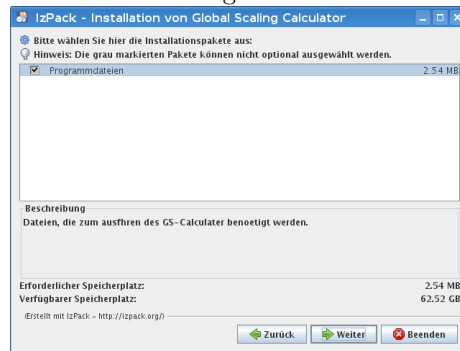 IzPack - Installation von Global Scaling Calculator
Bitte wählen Sie hier die Installationspakete aus:
Hinweis: Die grau markierten Pakete können nicht optional ausgewählt werden.
Programmdateien 2.54 MB
Beschreibung
Dateien, die zum ausfhren des GS-Calculater benoetigt werden.
Erforderlicher Speicherplatz: 2.54 MB
Verfügbarer Speicherplatz: 62.52 GB
(Erstellt mit IzPack - http://izpack.org/)
Zurück Weiter Beenden